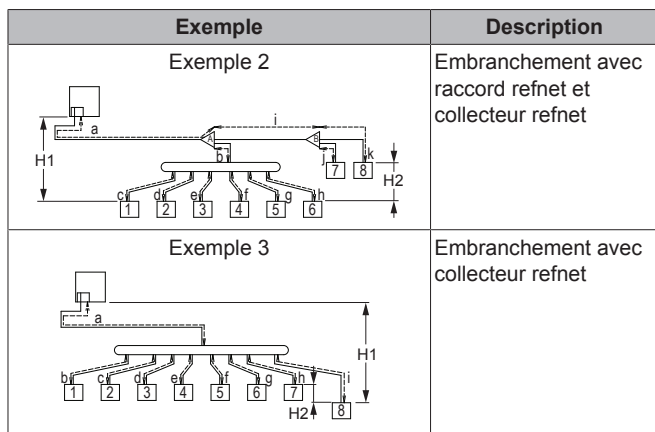 Exemple
Description
Exemple 2
Embranchement avec
raccord refnet et
collecteur refnet
a
i
A
B
H1
b
j
k
7
8
H2
c
d
e
f
g
h
1
2
3
4
5
6
Exemple 3
Embranchement avec
collecteur refnet
a
H1
b
c
d
e
f
g
h
i
1
2
3
4
5
6
7
H2
8